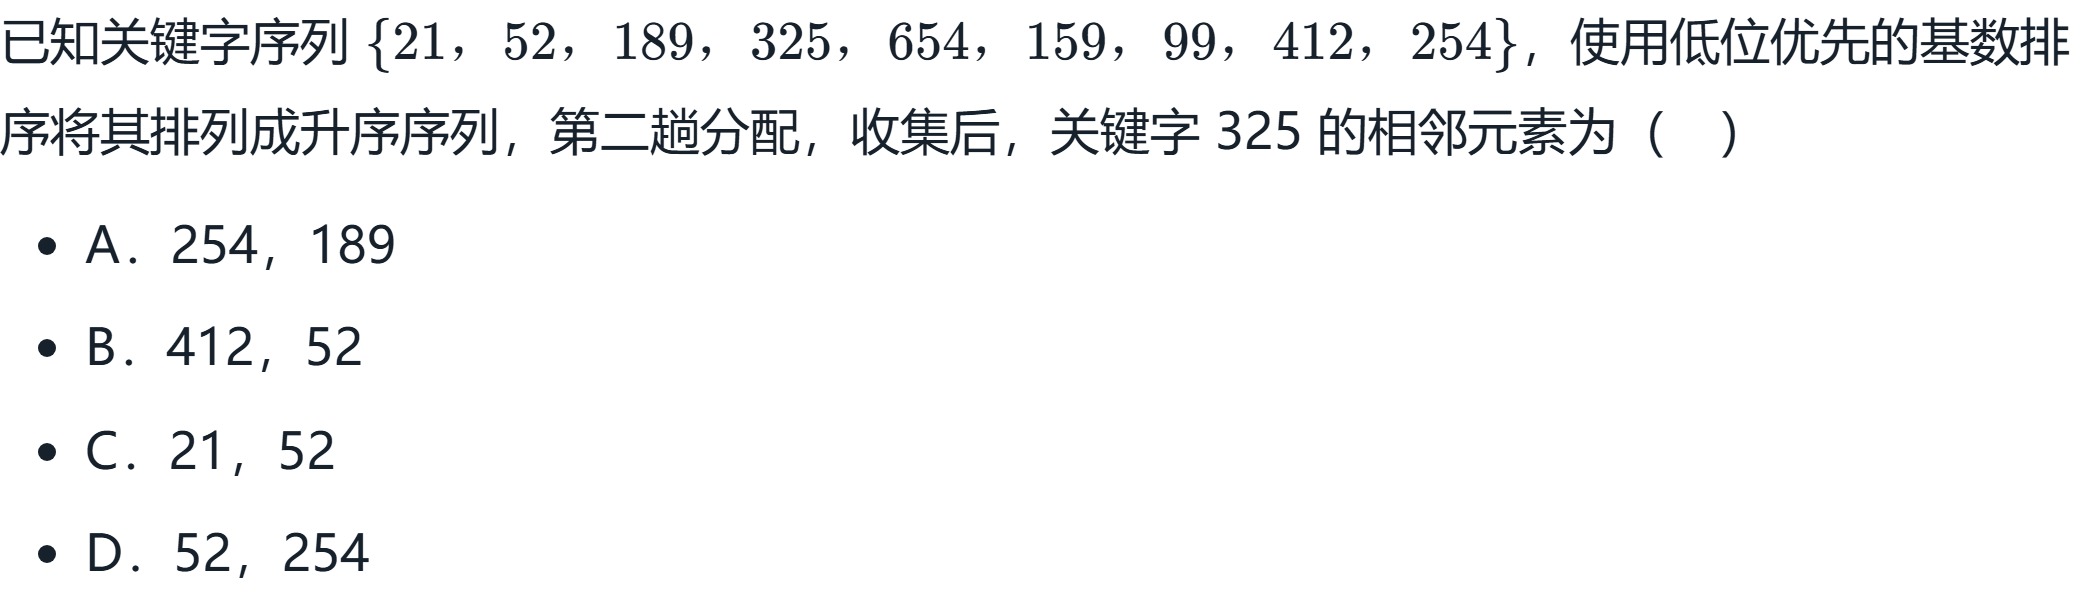 已知关键字序列 {21，52，189，325，654，159，99，412，254}，使用低位优先的基数排
序将其排列成升序序列，第二趟分配，收集后，关键字 325 的相邻元素为（　）
• A．254，189
• B．412，52
• C．21，52
• D．52，254